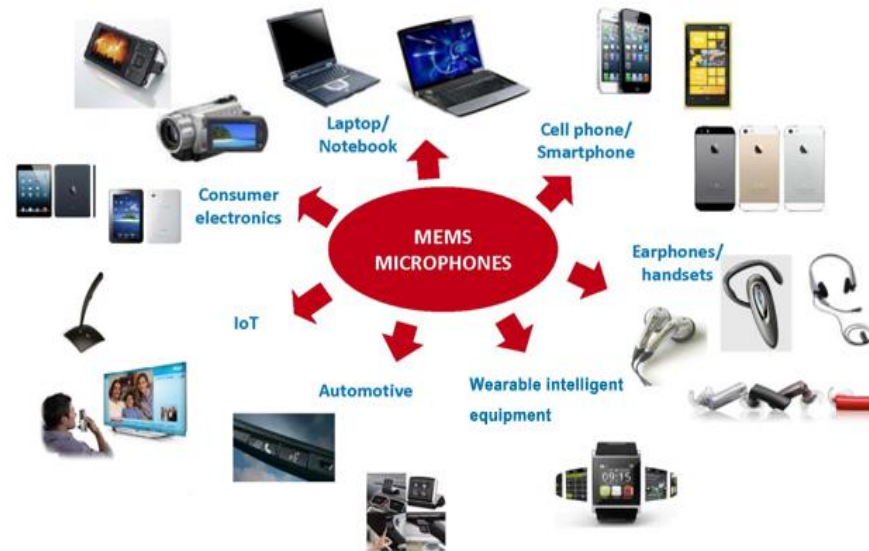 Laptop/
Notebook
Cell phone/
Smartphone
Consumer
electronics
MEMS
MICROPHONES
Earphones/
handsets
IoT
Automotive
Wearable intelligent
equipment
09:15